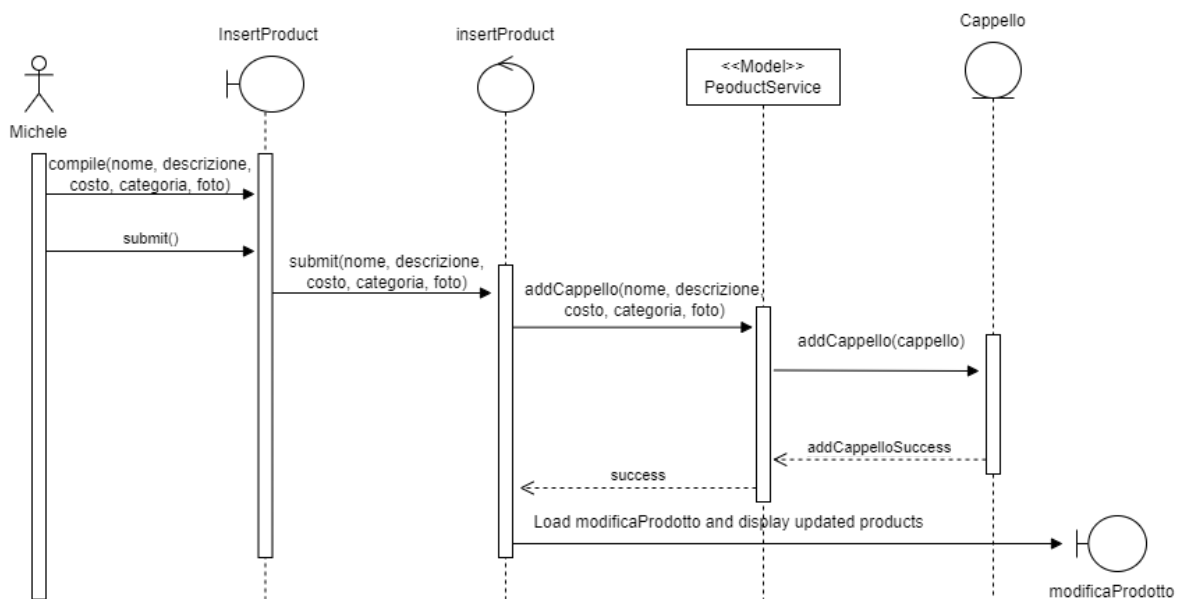 InsertProduct
insertProduct
Cappello
<<Model>>
PeoductService
Michele
compile(nome, descrizione,
costo, categoria, foto)
submit()
submit(nome, descrizione,
costo, categoria, foto)
addCappello(nome, descrizione,
costo, categoria, foto)
addCappello(cappello)
addCappelloSuccess
success
Load modificaProdotto and display updated products
modificaProdotto